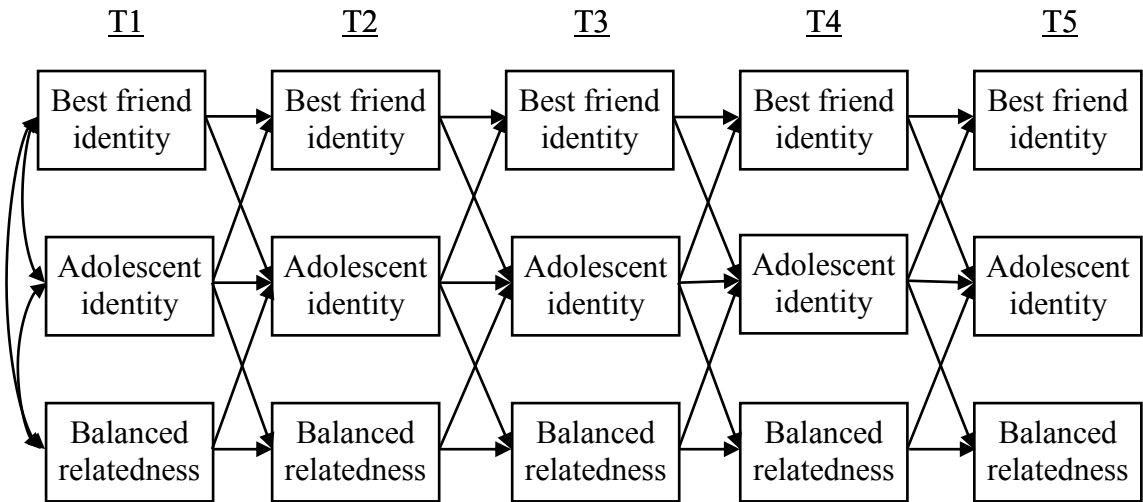 T1 T2 T3 T4 T5
Best friend Best friend Best friend Best friend Best friend
identity identity identity identity identity
Adolescent Adolescent Adolescent Adolescent Adolescent
identity identity identity identity identity
Balanced Balanced Balanced Balanced Balanced
relatedness relatedness relatedness relatedness relatedness